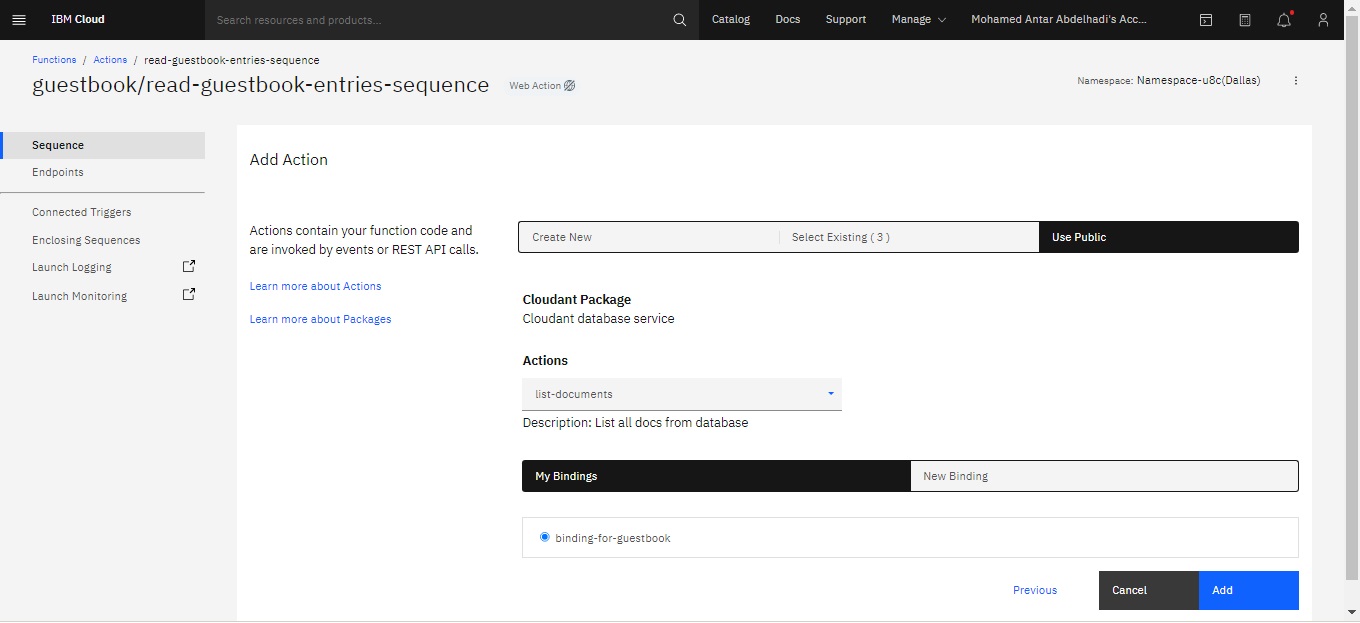 IBM Cloud
Search resources and products...
Catalog
Docs
Support
Manage
Mohamed Antar Abdelhadi's Acc...
Functions / Actions / read-guestbook-entries-sequence
guestbook/read-guestbook-entries-sequence
Web Action
Namespace: Namespace-u8c(Dallas)
Sequence
Endpoints
Connected Triggers
Enclosing Sequences
Launch Logging
Launch Monitoring
Add Action
Actions contain your function code and
are invoked by events or REST API calls.
Learn more about Actions
Learn more about Packages
Create New
Select Existing ( 3 )
Use Public
Cloudant Package
Cloudant database service
Actions
list-documents
Description: List all docs from database
My Bindings
New Binding
binding-for-guestbook
Previous
Cancel
Add